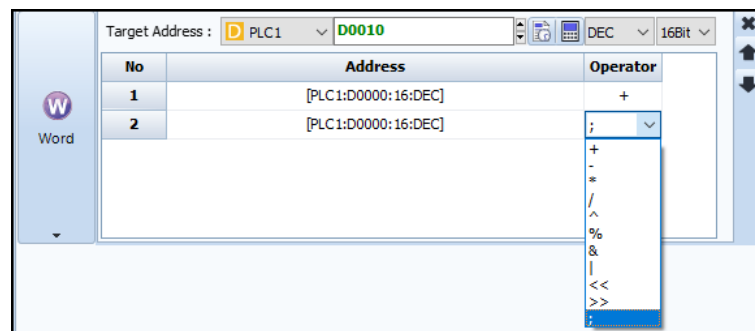 Target Address : D PLC1 D0010 DEC 16Bit
No Address Operator
1 [PLC1:D0000:16:DEC] +
2 [PLC1:D0000:16:DEC] ;
W
Word
+
-
*
/
^
%
&
|
<<
>>
;